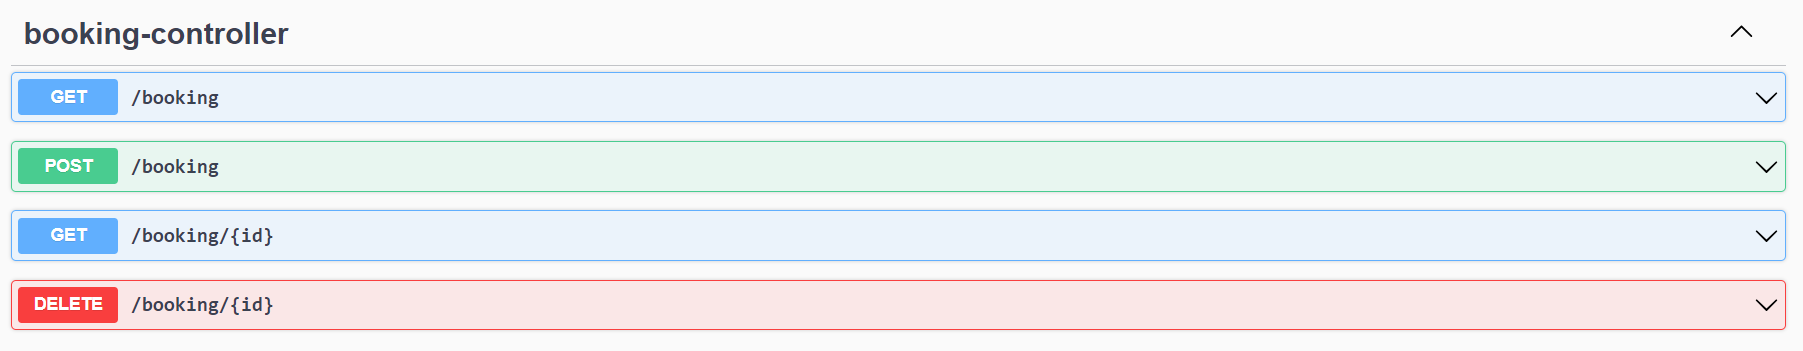 booking-controller
GET /booking
POST /booking
GET /booking/{id}
DELETE /booking/{id}